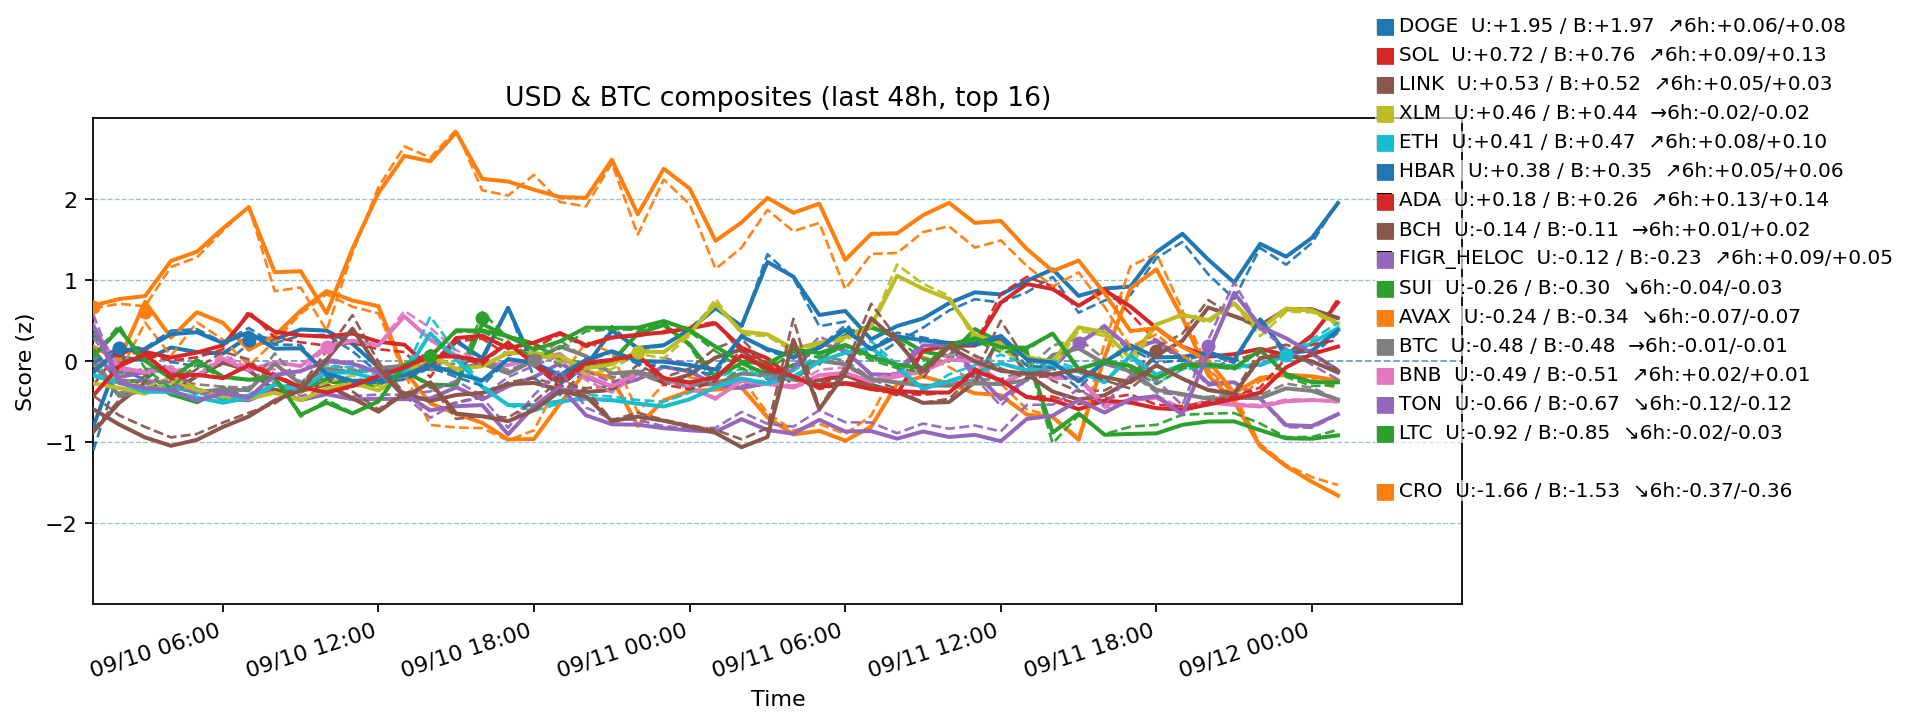 DOGE  U:+1.95 / B:+1.97  ↗6h:+0.06/+0.08
SOL  U:+0.72 / B:+0.76  ↗6h:+0.09/+0.13
LINK  U:+0.53 / B:+0.52  ↗6h:+0.05/+0.03
USD & BTC composites (last 48h, top 16)
XLM  U:+0.46 / B:+0.44  →6h:-0.02/-0.02
ETH  U:+0.41 / B:+0.47  ↗6h:+0.08/+0.10
HBAR  U:+0.38 / B:+0.35  ↗6h:+0.05/+0.06
ADA  U:+0.18 / B:+0.26  ↗6h:+0.13/+0.14
BCH  U:-0.14 / B:-0.11  →6h:+0.01/+0.02
FIGR_HELOC  U:-0.12 / B:-0.23  ↗6h:+0.09/+0.05
SUI  U:-0.26 / B:-0.30  ↘6h:-0.04/-0.03
AVAX  U:-0.24 / B:-0.34  ↘6h:-0.07/-0.07
BTC  U:-0.48 / B:-0.48  →6h:-0.01/-0.01
BNB  U:-0.49 / B:-0.51  ↗6h:+0.02/+0.01
TON  U:-0.66 / B:-0.67  ↘6h:-0.12/-0.12
LTC  U:-0.92 / B:-0.85  ↘6h:-0.02/-0.03
CRO  U:-1.66 / B:-1.53  ↘6h:-0.37/-0.36
Score (z)
2
1
0
−1
−2
09/10 06:00
09/10 12:00
09/10 18:00
09/11 00:00
09/11 06:00
09/11 12:00
09/11 18:00
09/12 00:00
Time